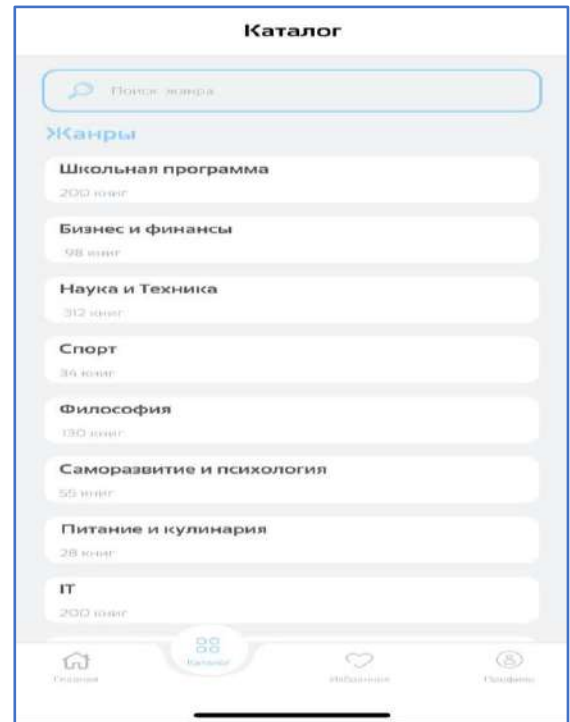 Каталог
Поиск жанра
Жанры
Школьная программа
200 книг
Бизнес и финансы
98 книг
Наука и Техника
312 книг
Спорт
34 книг
Философия
130 книг
Саморазвитие и психология
55 книг
Питание и кулинария
28 книг
IT
200 книг
Главная
Каталог
Избранное
Профиль